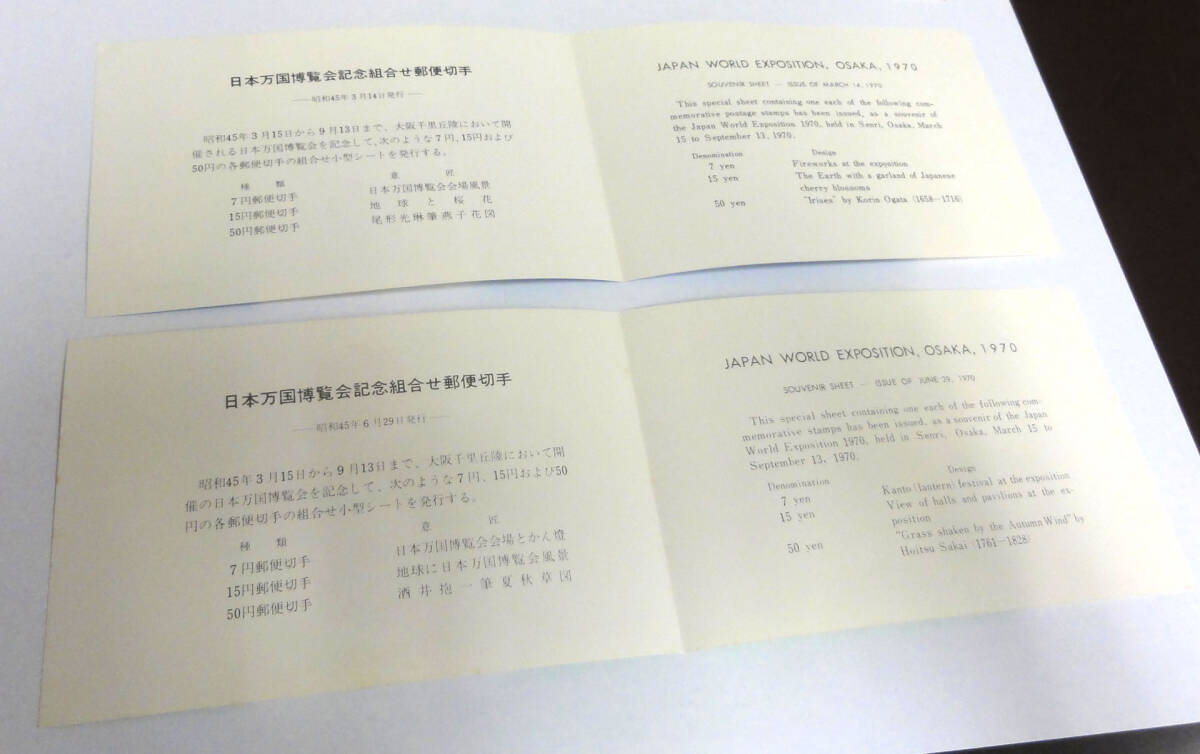 日本万国博覧会記念組合せ郵便切手
──昭和45年3月14日発行──
昭和45年3月15日から9月13日まで、大阪千里丘陵において開
催される日本万国博覧会を記念して、次のような7円、15円および
50円の各郵便切手の組合せ小型シートを発行する。
種 類 意 匠
7円郵便切手 日本万国博覧会会場風景
15円郵便切手 地球と桜花
50円郵便切手 尾形光琳筆燕子花図
JAPAN WORLD EXPOSITION, OSAKA, 1970
SOUVENIR SHEET — ISSUE OF MARCH 14, 1970
This special sheet containing one each of the following com-
memorative postage stamps has been issued, as a souvenir of
the Japan World Exposition 1970, held in Senri, Osaka, March
15 to September 13, 1970.
Denomination Design
7 yen Fireworks at the exposition
15 yen The Earth with a garland of Japanese
cherry blossoms
50 yen "Irises" by Korin Ogata (1658—1716)
日本万国博覧会記念組合せ郵便切手
──昭和45年6月29日発行──
昭和45年3月15日から9月13日まで、大阪千里丘陵において開
催の日本万国博覧会を記念して、次のような7円、15円および50
円の各郵便切手の組合せ小型シートを発行する。
種 類 意 匠
7円郵便切手 日本万国博覧会会場とかん燈
15円郵便切手 地球に日本万国博覧会風景
50円郵便切手 酒井抱一筆夏秋草図
JAPAN WORLD EXPOSITION, OSAKA, 1970
SOUVENIR SHEET — ISSUE OF JUNE 29, 1970
This special sheet containing one each of the following com-
memorative stamps has been issued, as a souvenir of the Japan
World Exposition 1970, held in Senri, Osaka, March 15 to
September 13, 1970.
Denomination Design
7 yen Kanto (lantern) festival at the exposition
15 yen View of halls and pavilions at the ex-
position
50 yen "Grass shaken by the Autumn Wind" by
Hoitsu Sakai (1761—1828)